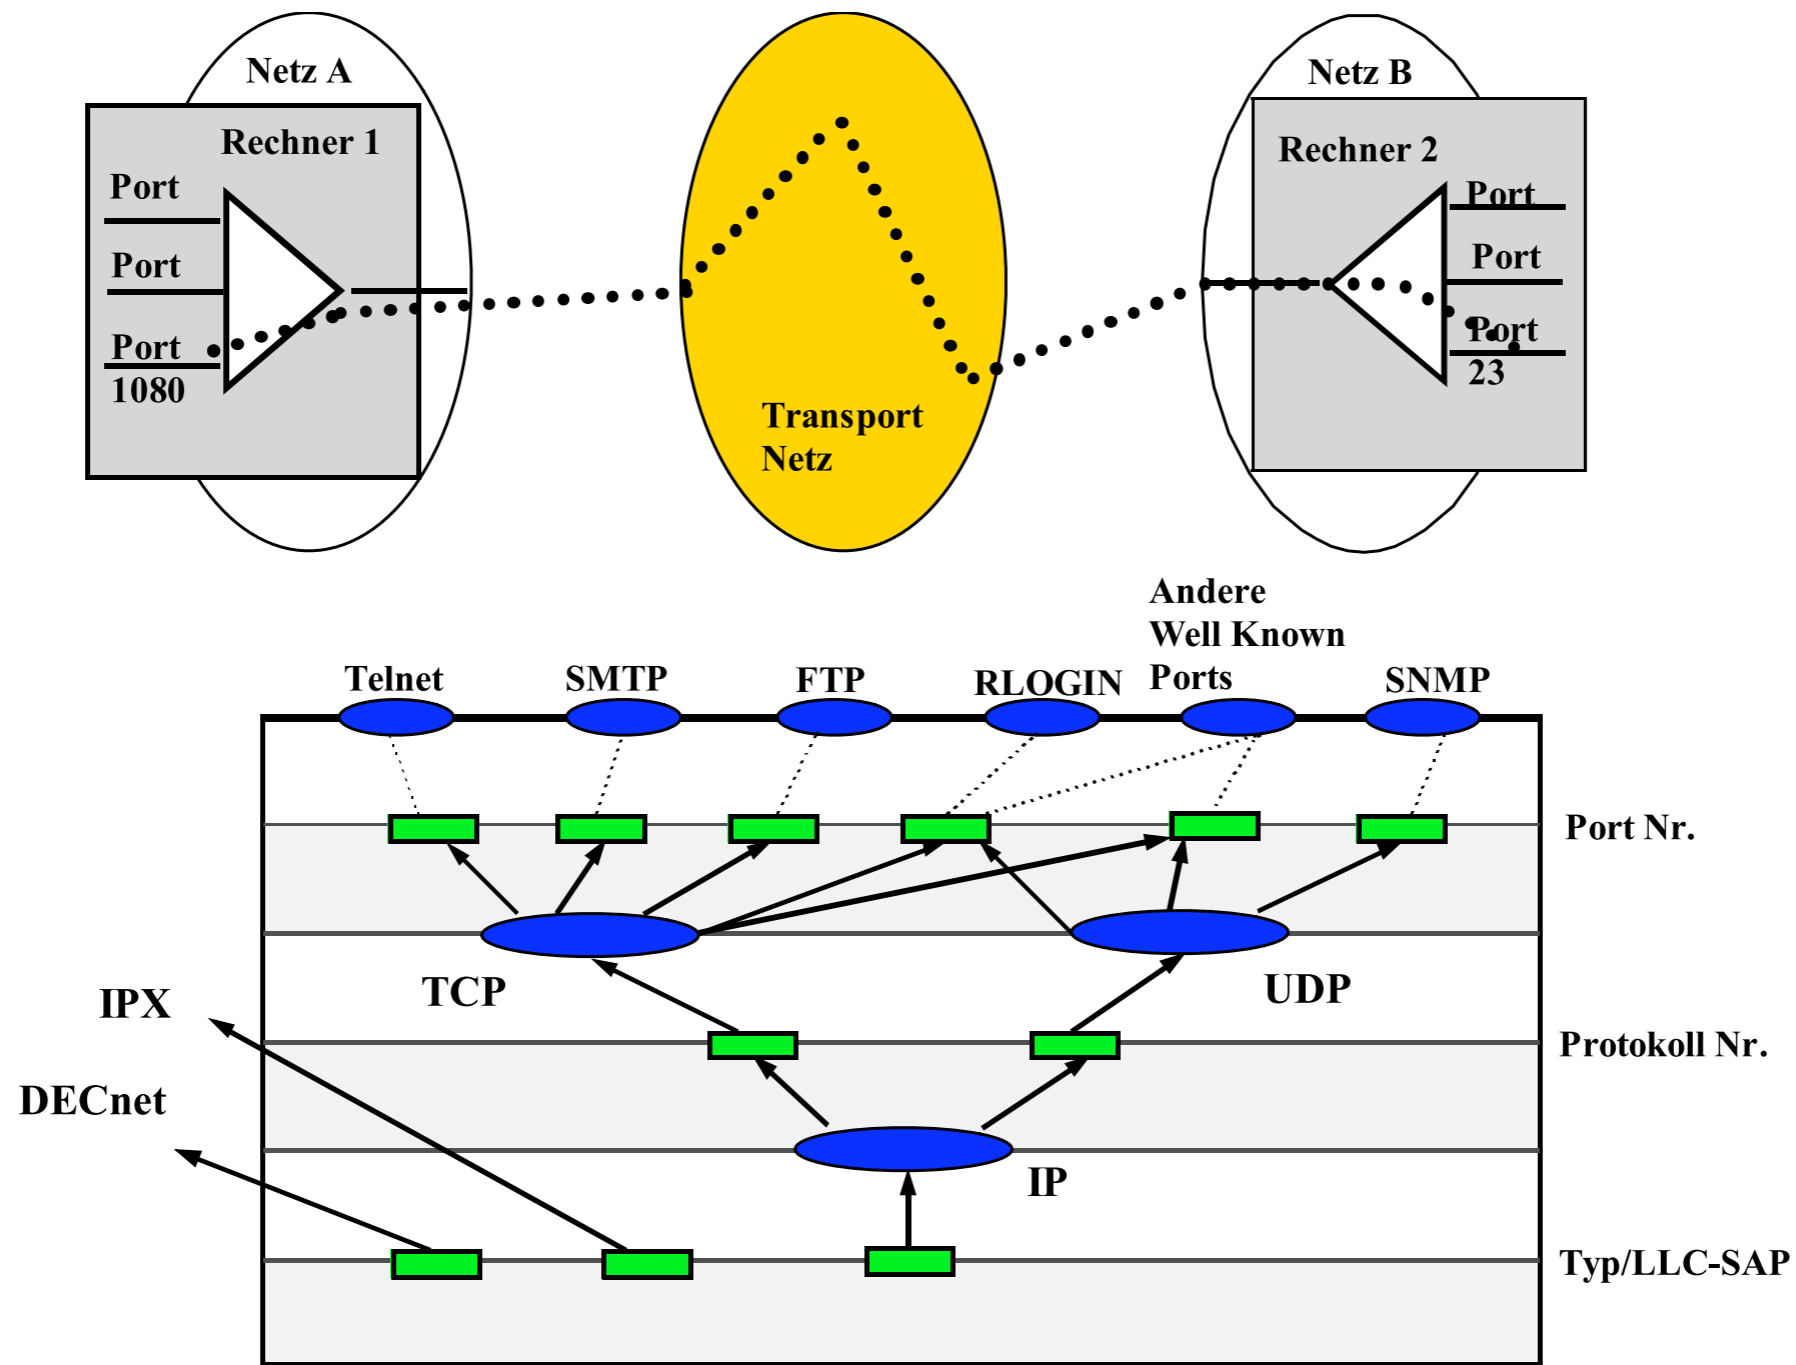 Netz A
Netz B
Rechner 1
Rechner 2
Port
Port
Port
1080
Port
Port
Port
23
Transport
Netz
Andere
Well Known
Ports
Telnet
SMTP
FTP
RLOGIN
SNMP
Port Nr.
TCP
UDP
IPX
Protokoll Nr.
DECnet
IP
Typ/LLC-SAP